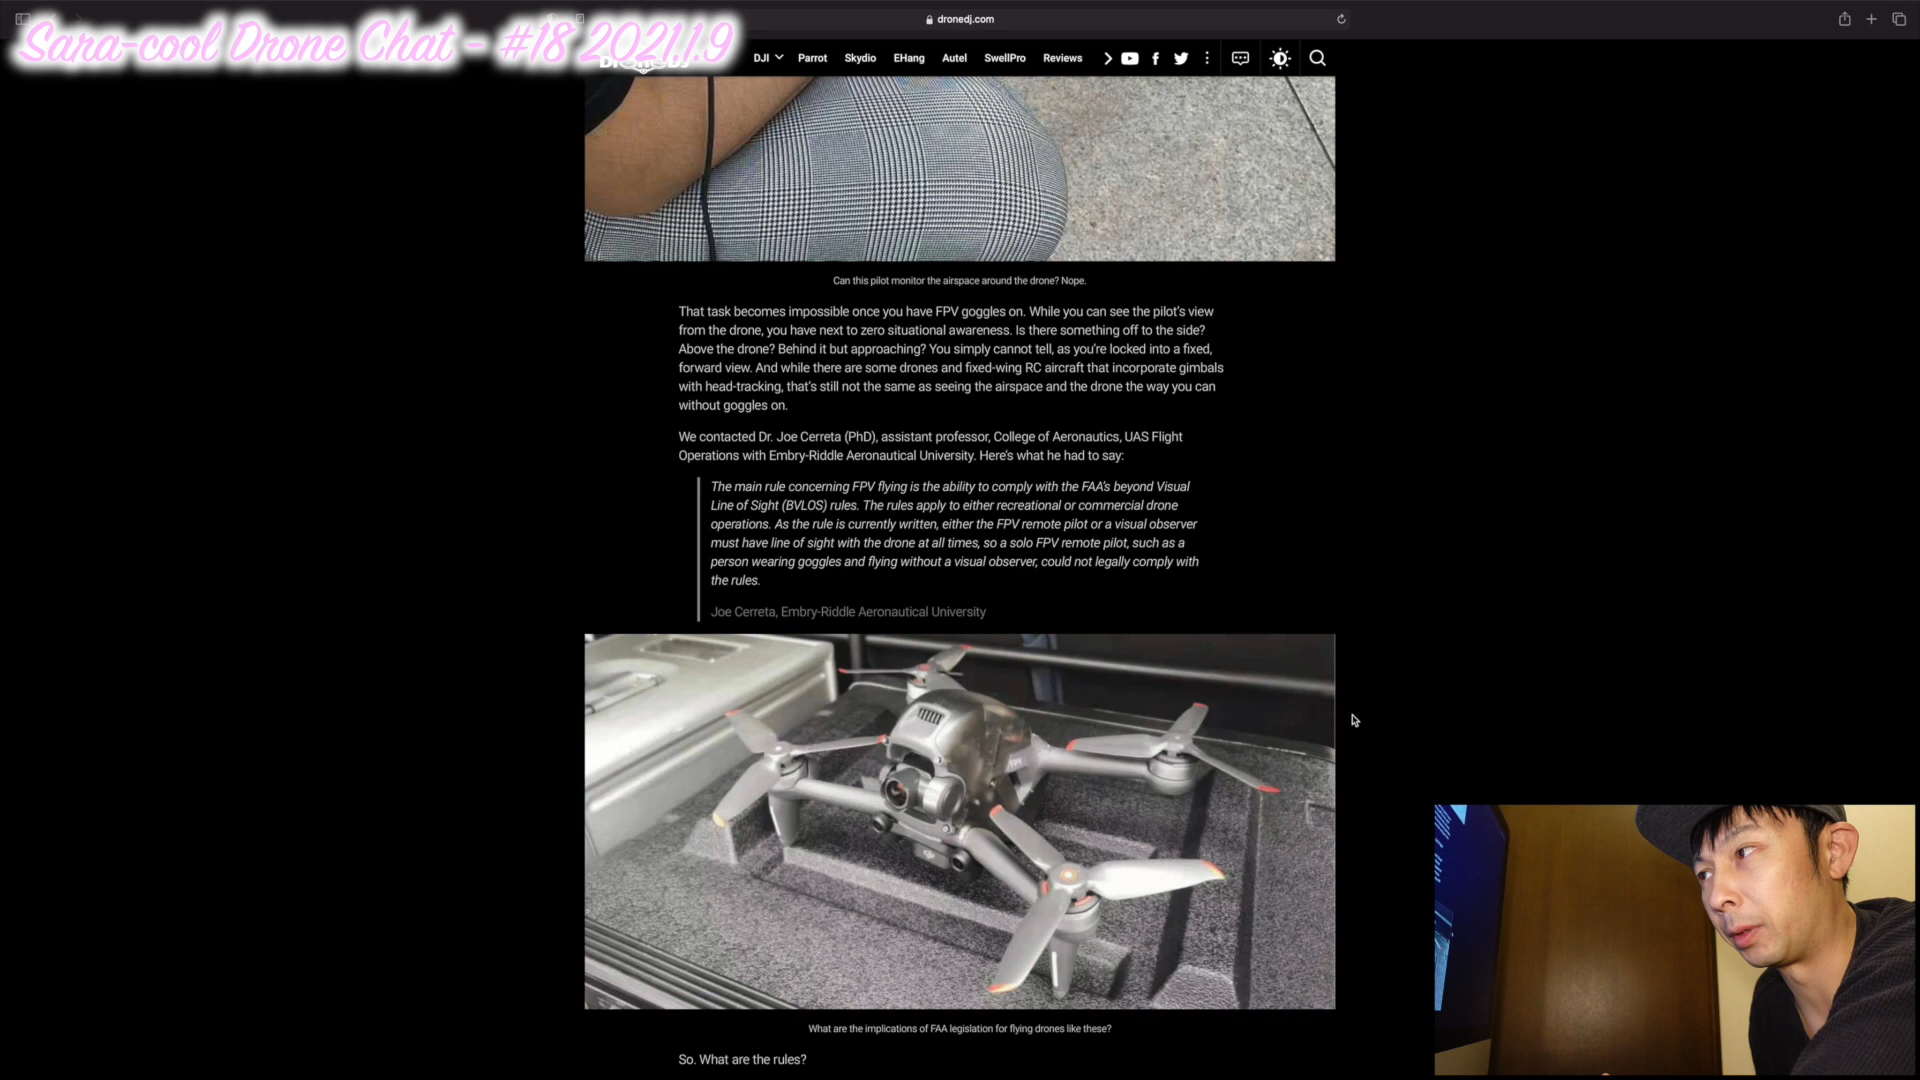 Sara-cool Drone Chat - #18 2021.1.9
dronedj.com
DJI
Parrot
Skydio
EHang
Autel
SwellPro
Reviews
Can this pilot monitor the airspace around the drone? Nope.
That task becomes impossible once you have FPV goggles on. While you can see the pilot's view
from the drone, you have next to zero situational awareness. Is there something off to the side?
Above the drone? Behind it but approaching? You simply cannot tell, as you're locked into a fixed,
forward view. And while there are some drones and fixed-wing RC aircraft that incorporate gimbals
with head-tracking, that's still not the same as seeing the airspace and the drone the way you can
without goggles on.
We contacted Dr. Joe Cerreta (PhD), assistant professor, College of Aeronautics, UAS Flight
Operations with Embry-Riddle Aeronautical University. Here's what he had to say:
The main rule concerning FPV flying is the ability to comply with the FAA's beyond Visual
Line of Sight (BVLOS) rules. The rules apply to either recreational or commercial drone
operations. As the rule is currently written, either the FPV remote pilot or a visual observer
must have line of sight with the drone at all times, so a solo FPV remote pilot, such as a
person wearing goggles and flying without a visual observer, could not legally comply with
the rules.
Joe Cerreta, Embry-Riddle Aeronautical University
What are the implications of FAA legislation for flying drones like these?
So. What are the rules?